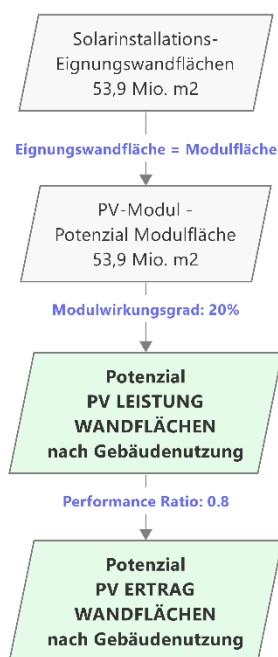 Solarinstallations-
Eignungswandflächen
53,9 Mio. m2
Eignungswandfläche = Modulfläche
PV-Modul -
Potenzial Modulfläche
53,9 Mio. m2
Modulwirkungsgrad: 20%
Potenzial
PV LEISTUNG
WANDFLÄCHEN
nach Gebäudenutzung
Performance Ratio: 0.8
Potenzial
PV ERTRAG
WANDFLÄCHEN
nach Gebäudenutzung